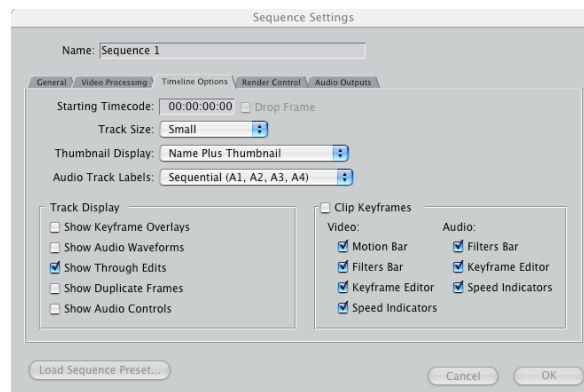 Sequence Settings
Name: Sequence 1
General Video Processing Timeline Options Render Control Audio Outputs
Starting Timecode: 00:00:00:00 Drop Frame
Track Size: Small
Thumbnail Display: Name Plus Thumbnail
Audio Track Labels: Sequential (A1, A2, A3, A4)
Track Display
Show Keyframe Overlays
Show Audio Waveforms
Show Through Edits
Show Duplicate Frames
Show Audio Controls
Clip Keyframes
Video: Audio:
Motion Bar Filters Bar
Filters Bar Keyframe Editor
Keyframe Editor Speed Indicators
Speed Indicators
Load Sequence Preset... Cancel OK